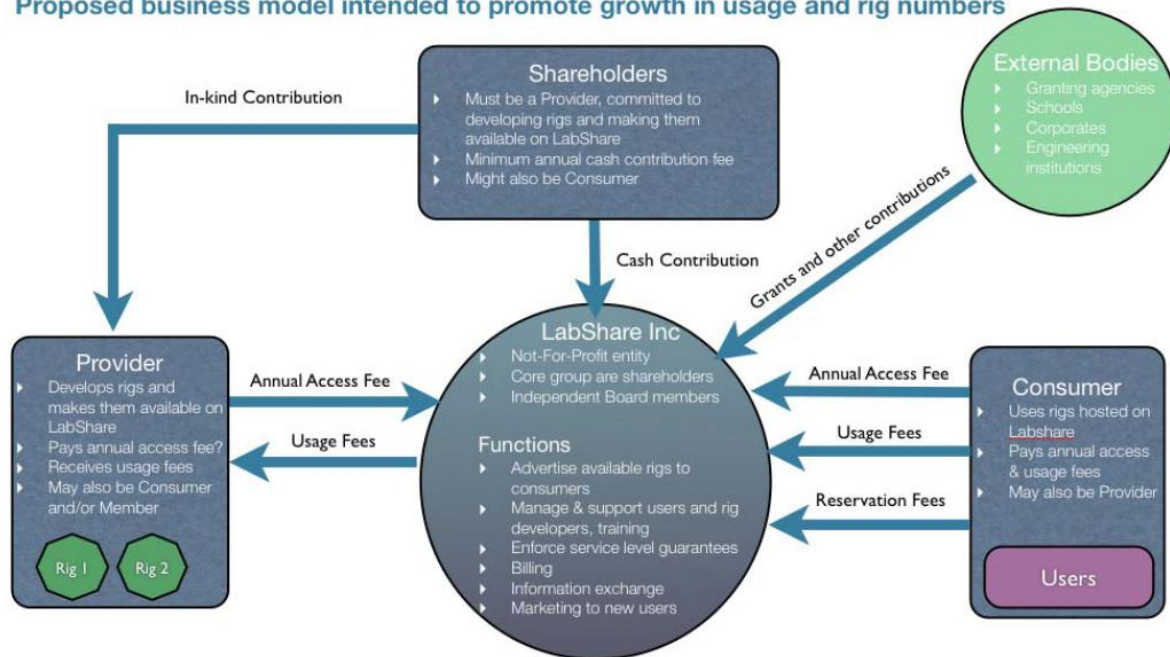 Proposed business model intended to promote growth in usage and rig numbers
Shareholders
Must be a Provider, committed to
developing rigs and making them
available on LabShare
Minimum annual cash contribution fee
Might also be Consumer
External Bodies
Granting agencies
Schools
Corporates
Engineering
institutions
In-kind Contribution
Cash Contribution
Grants and other contributions
Provider
Develops rigs and
makes them available on
LabShare
Pays annual access fee?
Receives usage fees
May also be Consumer
and/or Member
Rig 1
Rig 2
Annual Access Fee
Usage Fees
LabShare Inc
Not-For-Profit entity
Core group are shareholders
Independent Board members
Functions
Advertise available rigs to
consumers
Manage & support users and rig
developers, training
Enforce service level guarantees
Billing
Information exchange
Marketing to new users
Annual Access Fee
Usage Fees
Reservation Fees
Consumer
Uses rigs hosted on
Labshare
Pays annual access
& usage fees
May also be Provider
Users